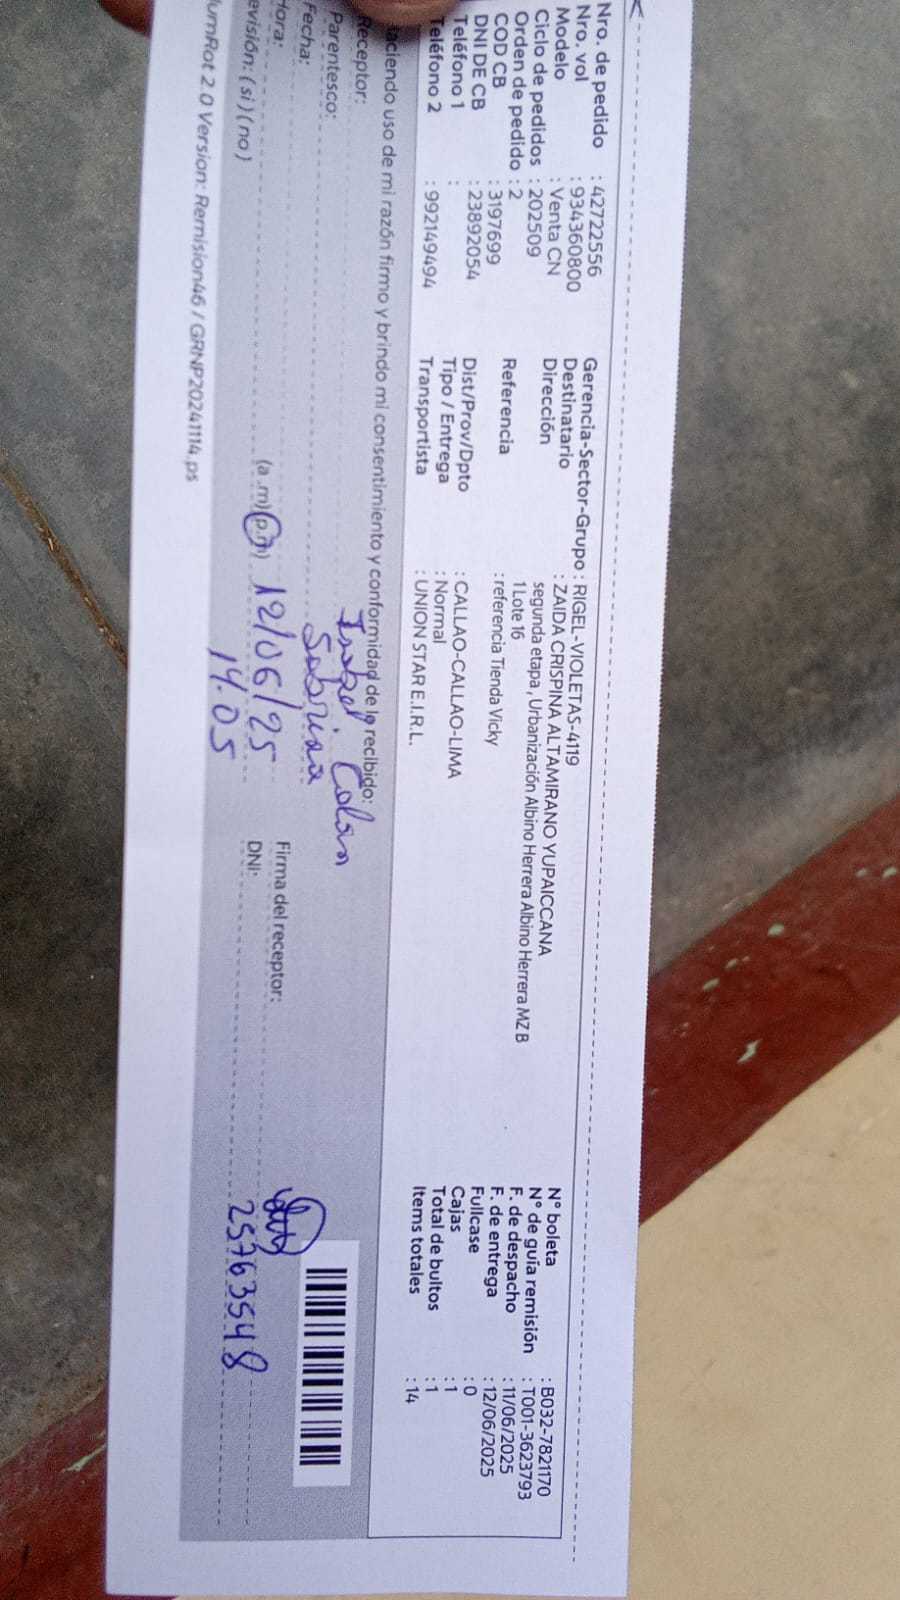 Nro. de pedido : 42722556
Nro. vol : 934360800
Modelo : Venta CN
Ciclo de pedidos : 202509
Orden de pedido : 2
COD CB : 3197699
DNI DE CB : 23892054
Teléfono 1 :
Teléfono 2 : 992149494
Gerencia-Sector-Grupo : RIGEL-VIOLETAS-4119
Destinatario : ZAIDA CRISPINA ALTAMIRANO YUPAICCANA
Dirección segunda etapa , Urbanización Albino Herrera Albino Herrera MZ B
1 Lote 16
Referencia : referencia Tienda Vicky
Dist/Prov/Dpto : CALLAO-CALLAO-LIMA
Tipo / Entrega : Normal
Transportista : UNION STAR E.I.R.L.
N° boleta : B032-7821170
N° de guía remisión : T001-3623793
F. de despacho : 11/06/2025
F. de entrega : 12/06/2025
Fullcase : 0
Cajas : 1
Total de bultos : 1
Items totales : 14
aciendo uso de mi razón firmo y brindo mi consentimiento y conformidad de lo recibido:
Receptor: Colan
Parentesco:
Fecha: 12/06/25
Hora: (a.m)(p.m) 14.05
evisión: (si) (no)
Firma del receptor:
DNI: 25763548
umRot 2.0 Version: Remision46 / GRNP20241114.ps